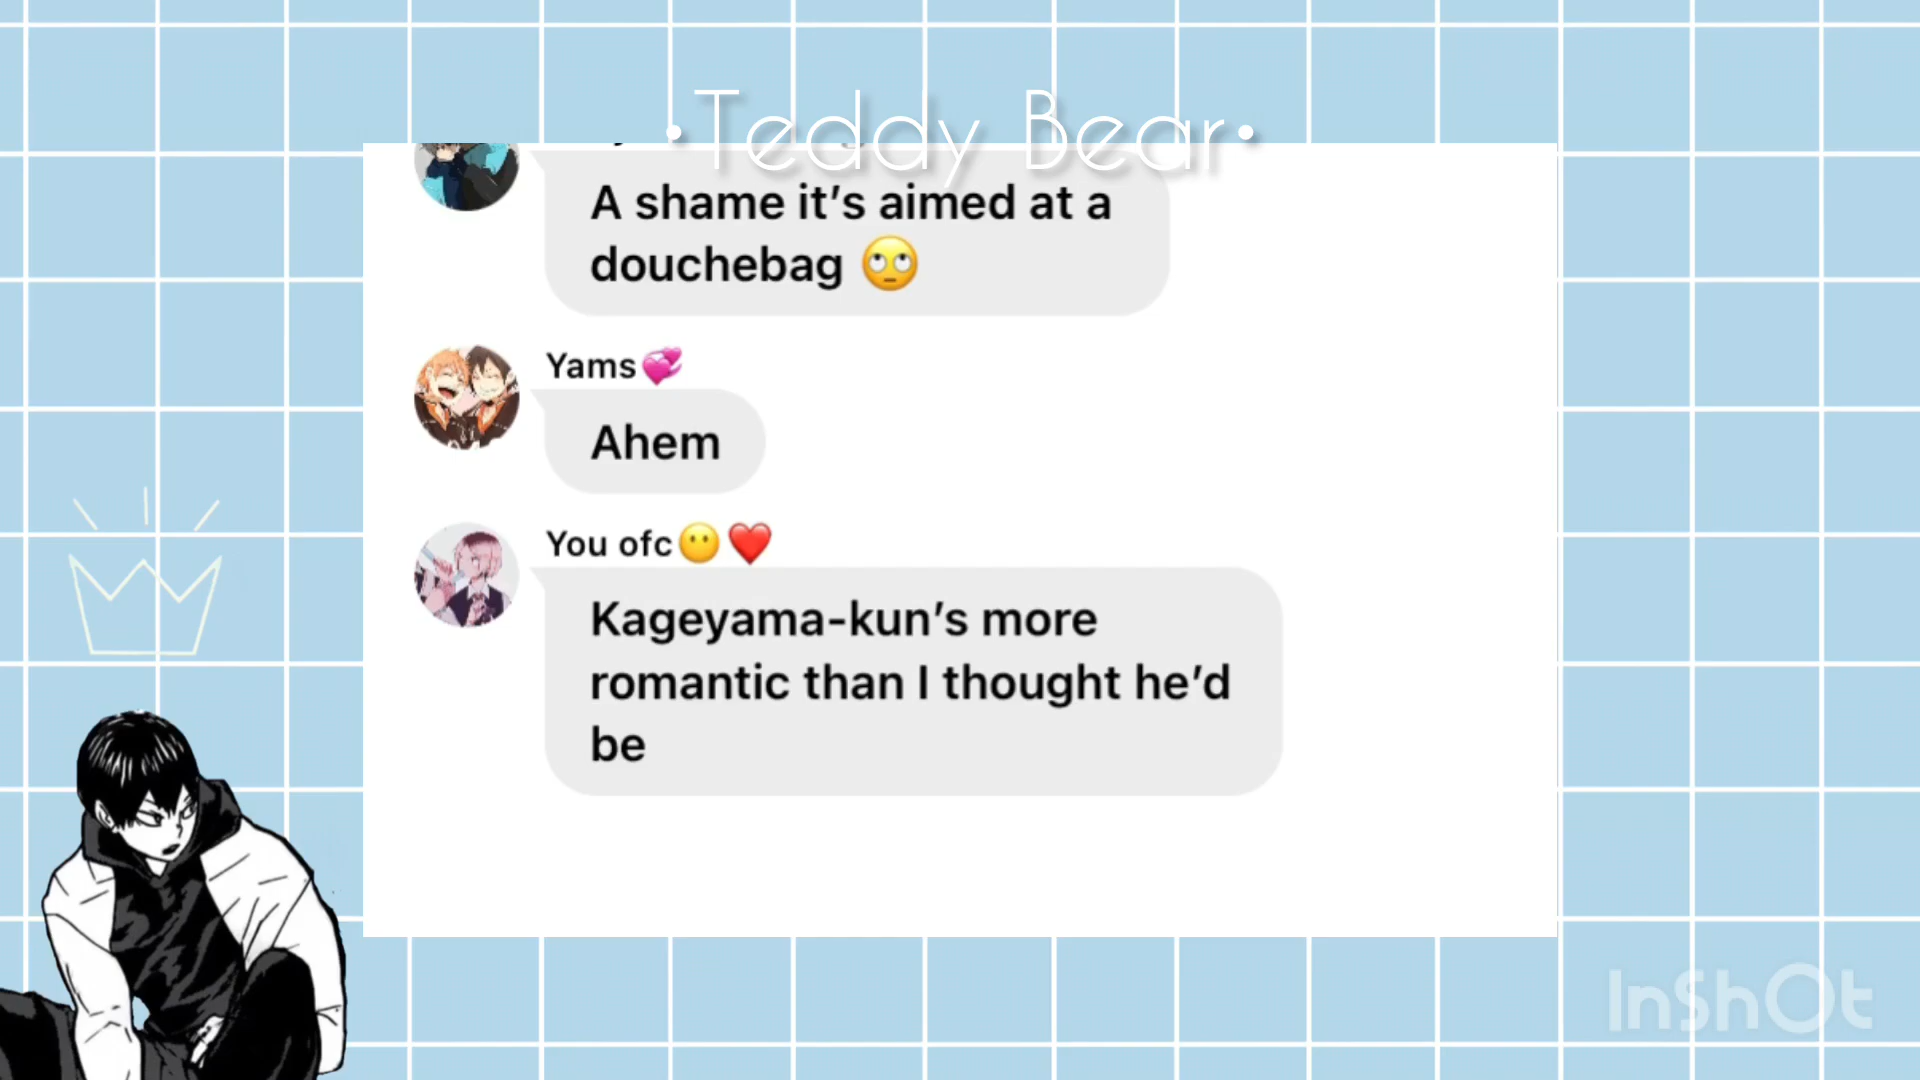 •Teddy Bear•
A shame it’s aimed at a
douchebag 🙄
Yams💞
Ahem
You ofc😶❤️
Kageyama-kun’s more
romantic than I thought he’d
be
InShOt